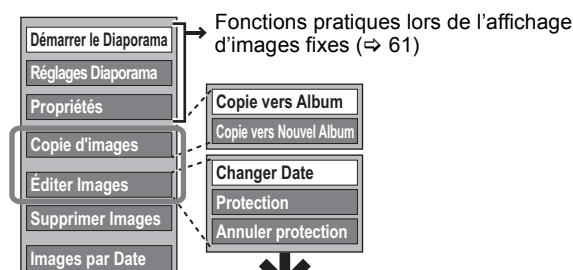 Démarrer le Diaporama
Réglages Diaporama
Propriétés
Copie d'images
Éditer Images
Supprimer Images
Images par Date
Fonctions pratiques lors de l’affichage
d’images fixes (⇨ 61)
Copie vers Album
Copie vers Nouvel Album
Changer Date
Protection
Annuler protection